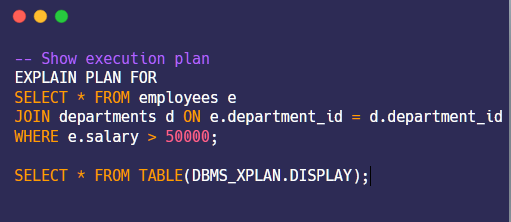 -- Show execution plan
EXPLAIN PLAN FOR
SELECT * FROM employees e
JOIN departments d ON e.department_id = d.department_id
WHERE e.salary > 50000;
SELECT * FROM TABLE(DBMS_XPLAN.DISPLAY);